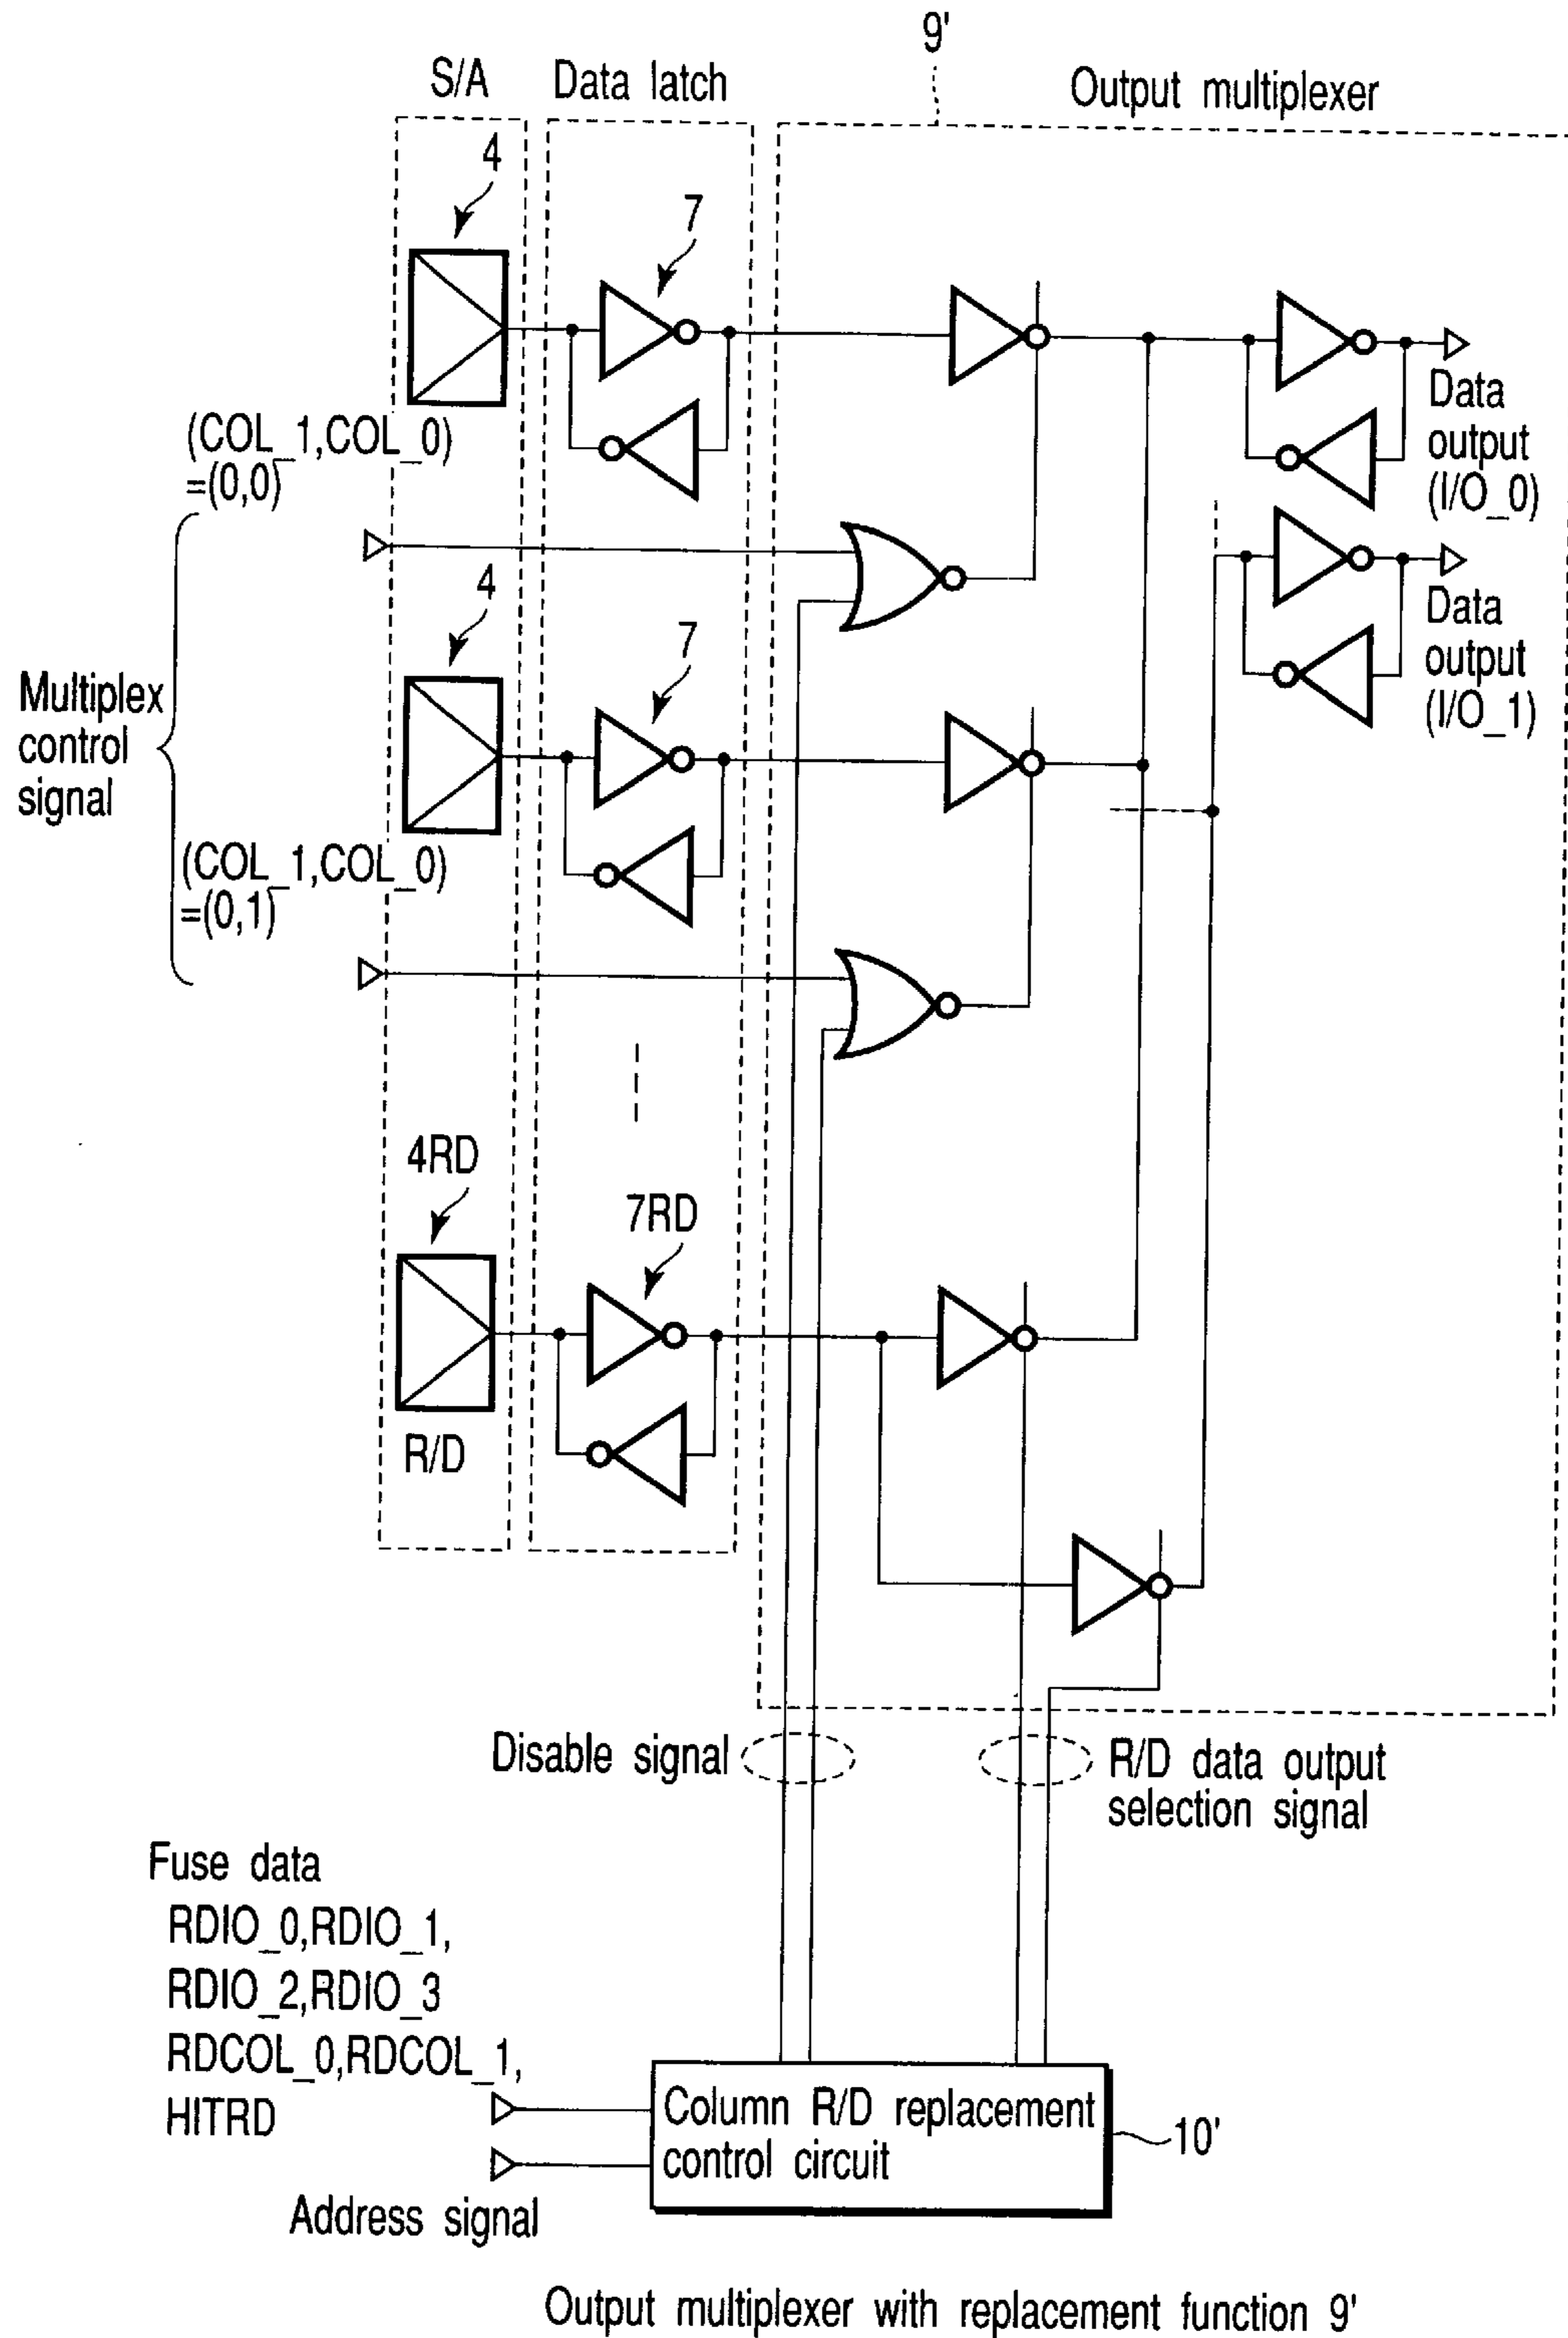 9'
S/A
Data latch
Output multiplexer
4
7
(COL_1,COL_0)
=(0,0)
Data
output
(I/O_0)
4
7
Data
output
(I/O_1)
Multiplex
control
signal
(COL_1,COL_0)
=(0,1)
4RD
7RD
R/D
Disable signal
R/D data output
selection signal
Fuse data
RDIO_0,RDIO_1,
RDIO_2,RDIO_3
RDCOL_0,RDCOL_1,
HITRD
Column R/D replacement
control circuit
10'
Address signal
Output multiplexer with replacement function 9'